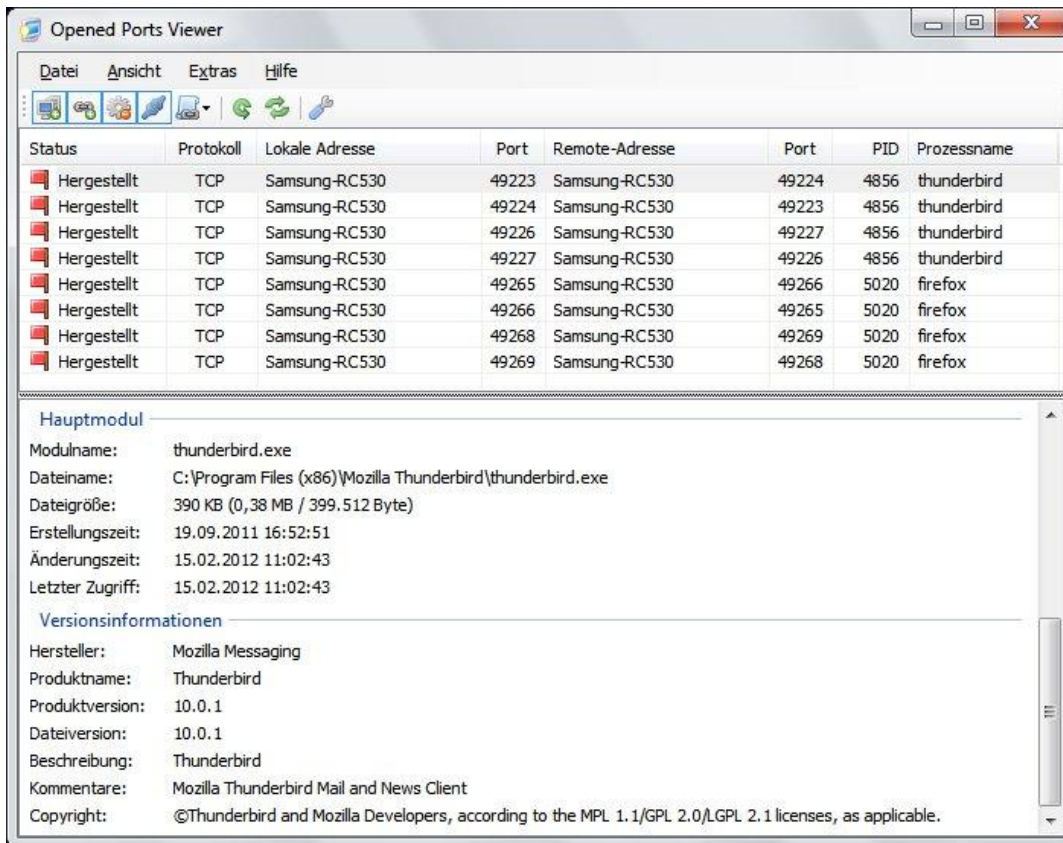 Opened Ports Viewer
Datei Ansicht Extras Hilfe
Status Protokoll Lokale Adresse Port Remote-Adresse Port PID Prozessname
Hergestellt TCP Samsung-RC530 49223 Samsung-RC530 49224 4856 thunderbird
Hergestellt TCP Samsung-RC530 49224 Samsung-RC530 49223 4856 thunderbird
Hergestellt TCP Samsung-RC530 49226 Samsung-RC530 49227 4856 thunderbird
Hergestellt TCP Samsung-RC530 49227 Samsung-RC530 49226 4856 thunderbird
Hergestellt TCP Samsung-RC530 49265 Samsung-RC530 49266 5020 firefox
Hergestellt TCP Samsung-RC530 49266 Samsung-RC530 49265 5020 firefox
Hergestellt TCP Samsung-RC530 49268 Samsung-RC530 49269 5020 firefox
Hergestellt TCP Samsung-RC530 49269 Samsung-RC530 49268 5020 firefox
Hauptmodul
Modulname: thunderbird.exe
Dateiname: C:\Program Files (x86)\Mozilla Thunderbird\thunderbird.exe
Dateigröße: 390 KB (0,38 MB / 399.512 Byte)
Erstellungszeit: 19.09.2011 16:52:51
Änderungszeit: 15.02.2012 11:02:43
Letzter Zugriff: 15.02.2012 11:02:43
Versionsinformationen
Hersteller: Mozilla Messaging
Produktname: Thunderbird
Produktversion: 10.0.1
Dateiversion: 10.0.1
Beschreibung: Thunderbird
Kommentare: Mozilla Thunderbird Mail and News Client
Copyright: ©Thunderbird and Mozilla Developers, according to the MPL 1.1/GPL 2.0/LGPL 2.1 licenses, as applicable.